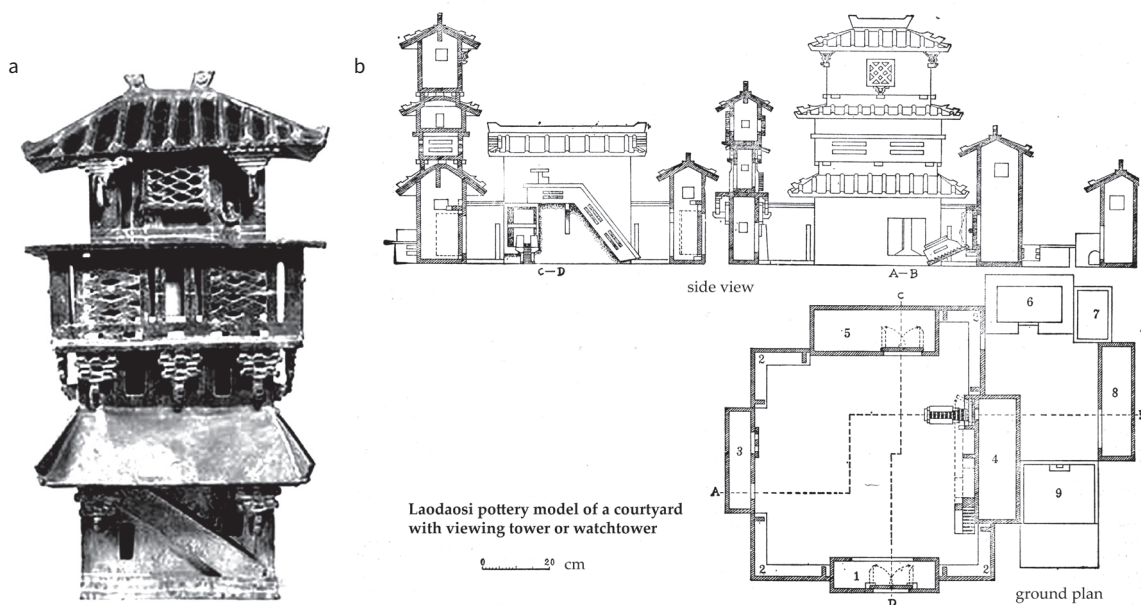 a
b
C—D
side view
A—B
C
5
6
7
2
2
8
3
4
A
B
9
Laodaosi pottery model of a courtyard
with viewing tower or watchtower
0 20 cm
2
1
2
D
ground plan